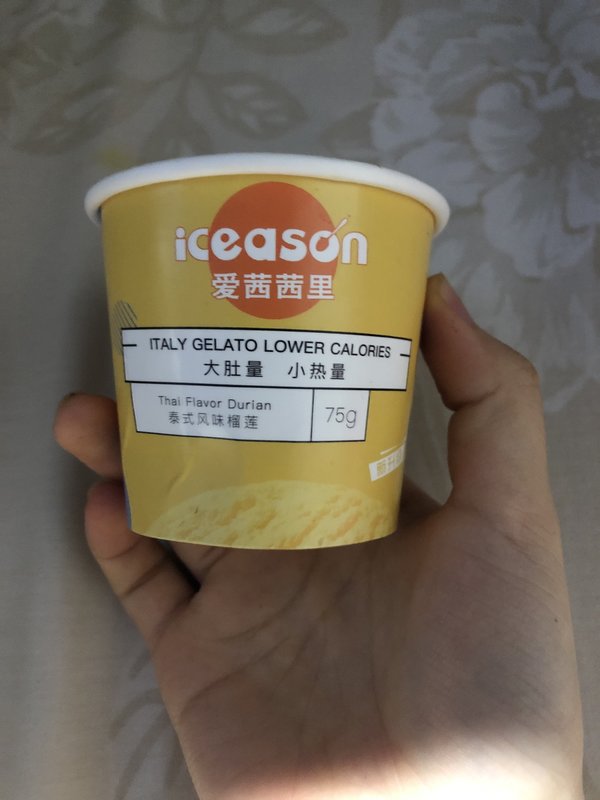 iceason
爱茜茜里
ITALY GELATO LOWER CALORIES
大肚量 小热量
Thai Flavor Durian
泰式风味榴莲
75g